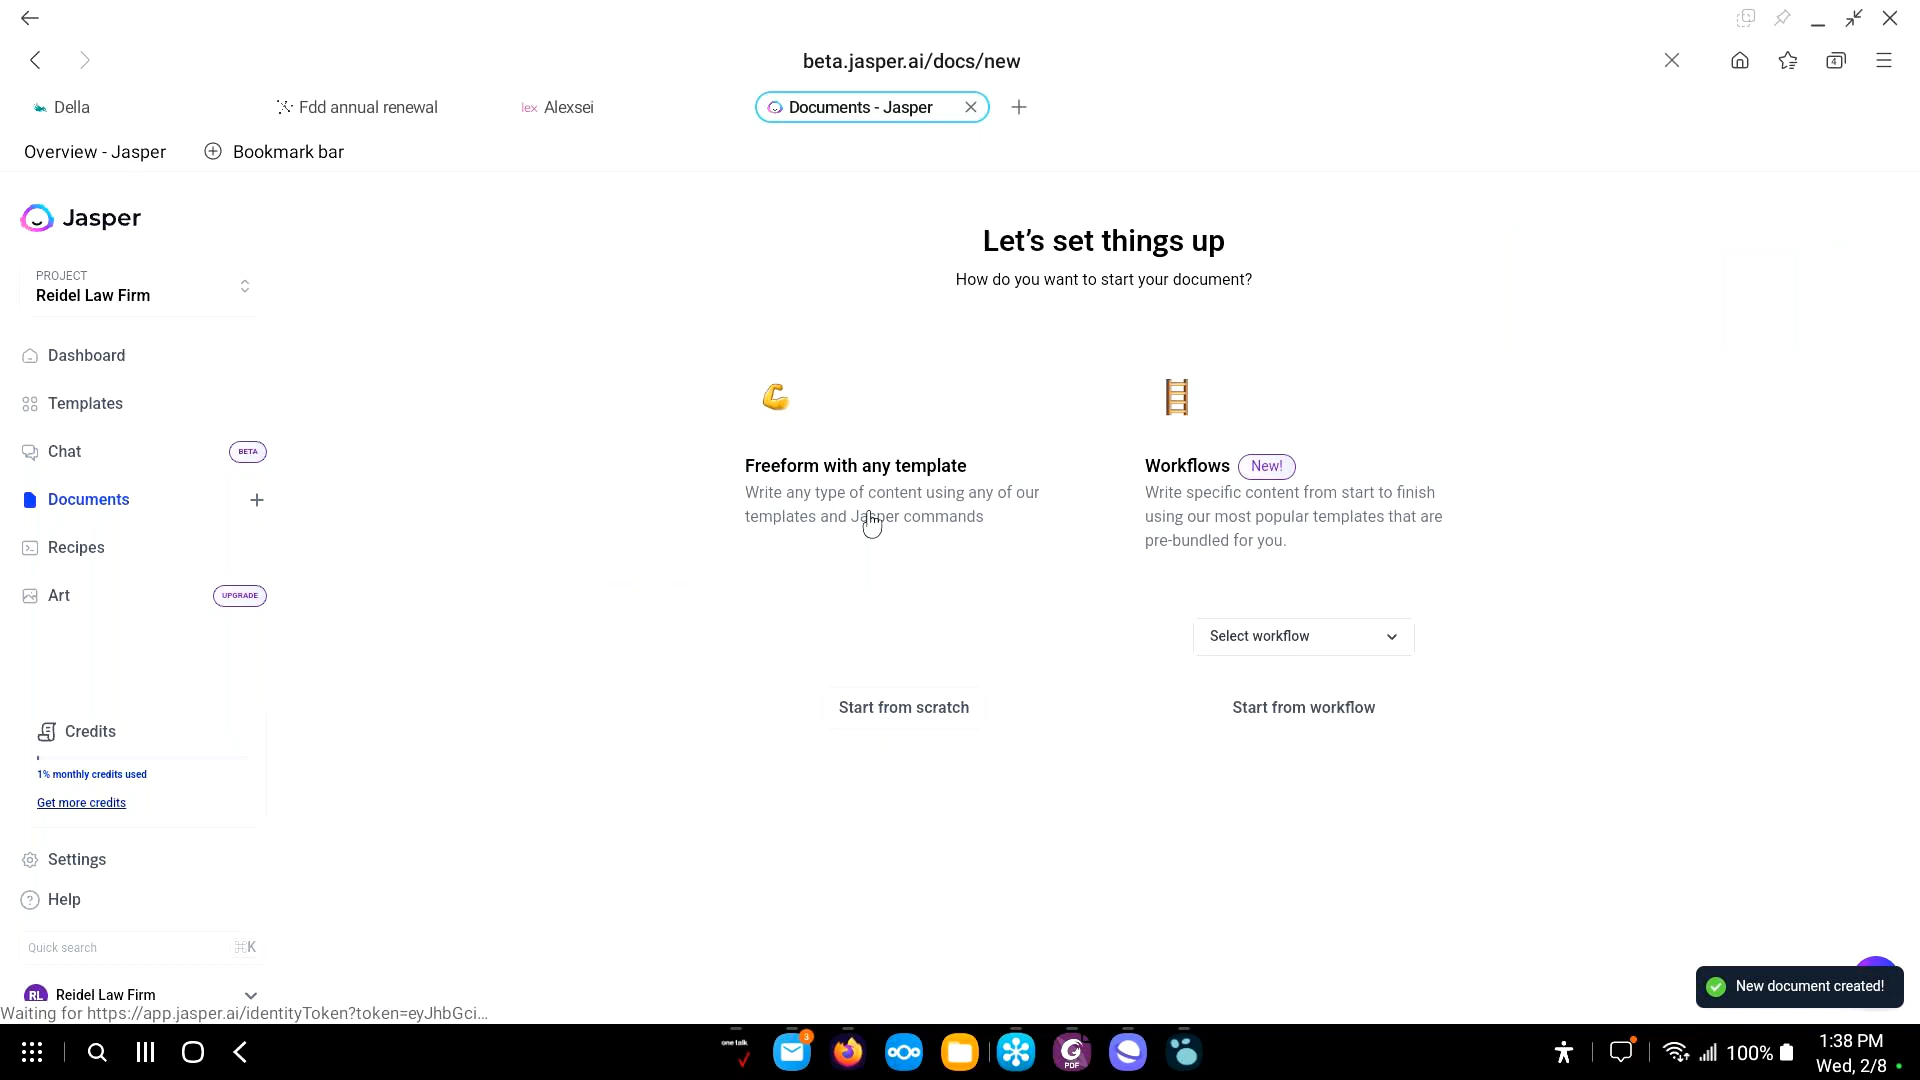 beta.jasper.ai/docs/new
4
Della
Fdd annual renewal
lex Alexsei
Documents - Jasper
Overview - Jasper
Bookmark bar
Jasper
PROJECT
Reidel Law Firm
Dashboard
Templates
Chat
BETA
Documents
Recipes
Art
UPGRADE
Credits
1% monthly credits used
Get more credits
Settings
Help
Quick search
⌘K
RL Reidel Law Firm
Let’s set things up
How do you want to start your document?
Freeform with any template
Write any type of content using any of our
templates and Jasper commands
Start from scratch
Workflows New!
Write specific content from start to finish
using our most popular templates that are
pre-bundled for you.
Select workflow
Start from workflow
New document created!
Waiting for https://app.jasper.ai/identityToken?token=eyJhbGci...
one talk
3
PDF
100%
1:38 PM
Wed, 2/8